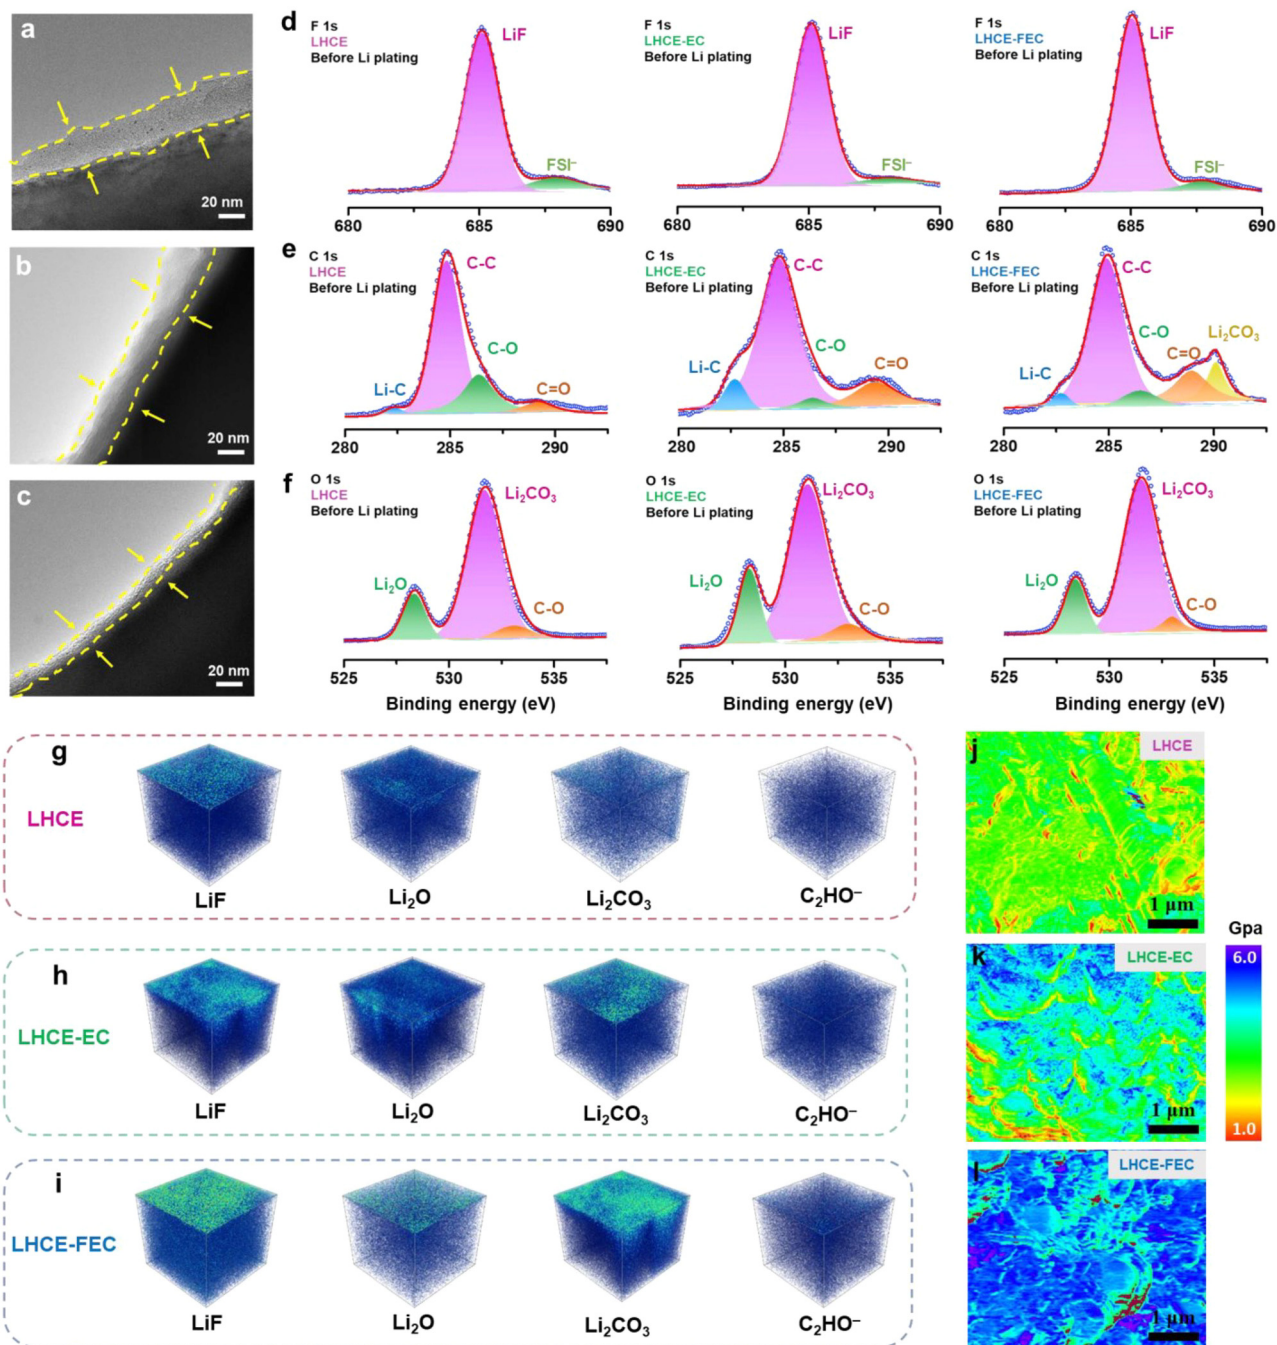 a
20 nm
b
20 nm
c
20 nm
d
F 1s
LHCE
Before Li plating
LiF
FSI⁻
680 685 690
F 1s
LHCE-EC
Before Li plating
LiF
FSI⁻
680 685 690
F 1s
LHCE-FEC
Before Li plating
LiF
FSI⁻
680 685 690
e
C 1s
LHCE
Before Li plating
C-C
C-O
Li-C
C=O
280 285 290
C 1s
LHCE-EC
Before Li plating
C-C
C-O
Li-C
C=O
280 285 290
C 1s
LHCE-FEC
Before Li plating
C-C
C-O
Li₂CO₃
C=O
Li-C
280 285 290
f
O 1s
LHCE
Before Li plating
Li₂CO₃
Li₂O
C-O
525 530 535
Binding energy (eV)
O 1s
LHCE-EC
Before Li plating
Li₂CO₃
Li₂O
C-O
525 530 535
Binding energy (eV)
O 1s
LHCE-FEC
Before Li plating
Li₂CO₃
Li₂O
C-O
525 530 535
Binding energy (eV)
g
LHCE
LiF
Li₂O
Li₂CO₃
C₂HO⁻
h
LHCE-EC
LiF
Li₂O
Li₂CO₃
C₂HO⁻
i
LHCE-FEC
LiF
Li₂O
Li₂CO₃
C₂HO⁻
j
LHCE
1 μm
k
LHCE-EC
1 μm
l
LHCE-FEC
1 μm
Gpa
6.0
1.0